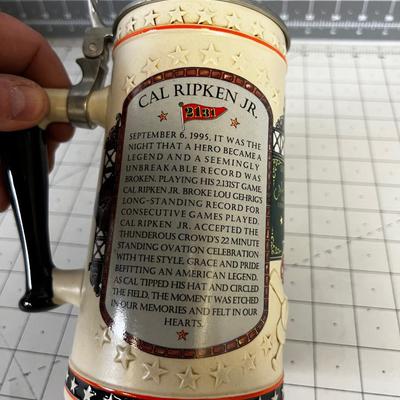 CAL RIPKEN JR.
2131
SEPTEMBER 6, 1995, IT WAS THE
NIGHT THAT A HERO BECAME A
LEGEND AND A SEEMINGLY
UNBREAKABLE RECORD WAS
BROKEN. PLAYING HIS 2,131ST GAME,
CAL RIPKEN JR. BROKE LOU GEHRIG'S
LONG-STANDING RECORD FOR
CONSECUTIVE GAMES PLAYED.
CAL RIPKEN JR. ACCEPTED THE
THUNDEROUS CROWD'S 22 MINUTE
STANDING OVATION CELEBRATION
WITH THE STYLE, GRACE AND PRIDE
BEFITTING AN AMERICAN LEGEND.
AS CAL TIPPED HIS HAT AND CIRCLED
THE FIELD, THE MOMENT WAS ETCHED
IN OUR MEMORIES AND FELT IN OUR
HEARTS.